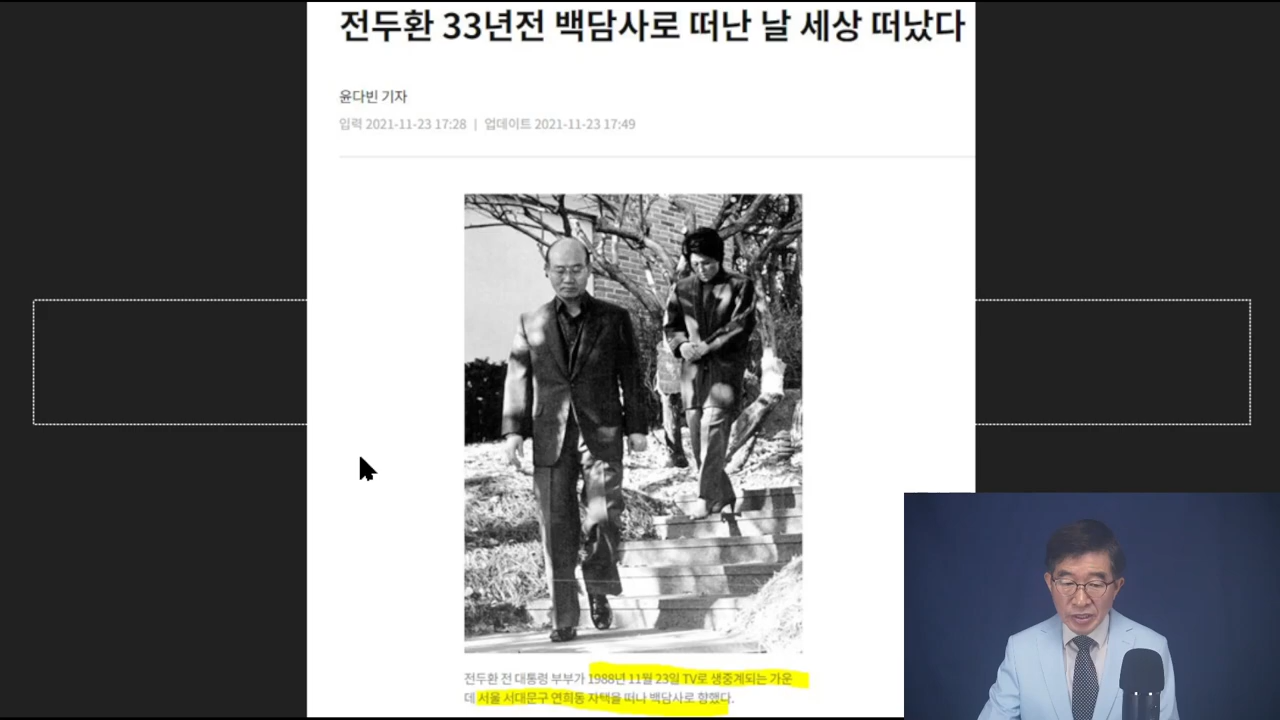 전두환 33년전 백담사로 떠난 날 세상 떠났다
윤다빈 기자
입력 2021-11-23 17:28 | 업데이트 2021-11-23 17:49
전두환 전 대통령 부부가 1988년 11월 23일 TV로 생중계되는 가운
데 서울 서대문구 연희동 자택을 떠나 백담사로 향했다.